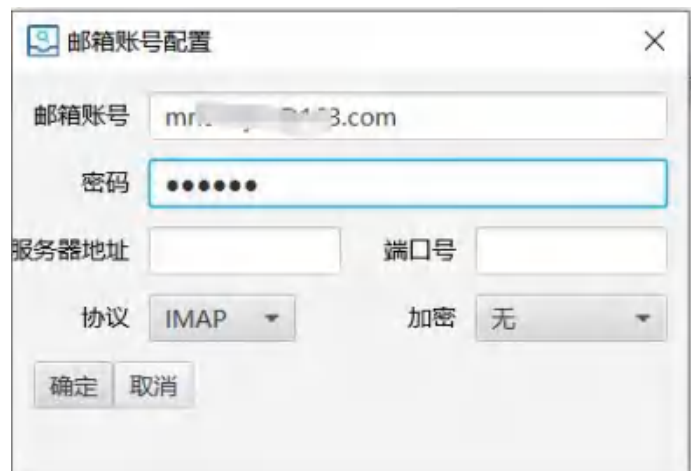 邮箱账号配置
邮箱账号
.com
密码 ••••••
服务器地址 端口号
协议 IMAP 加密 无
确定 取消